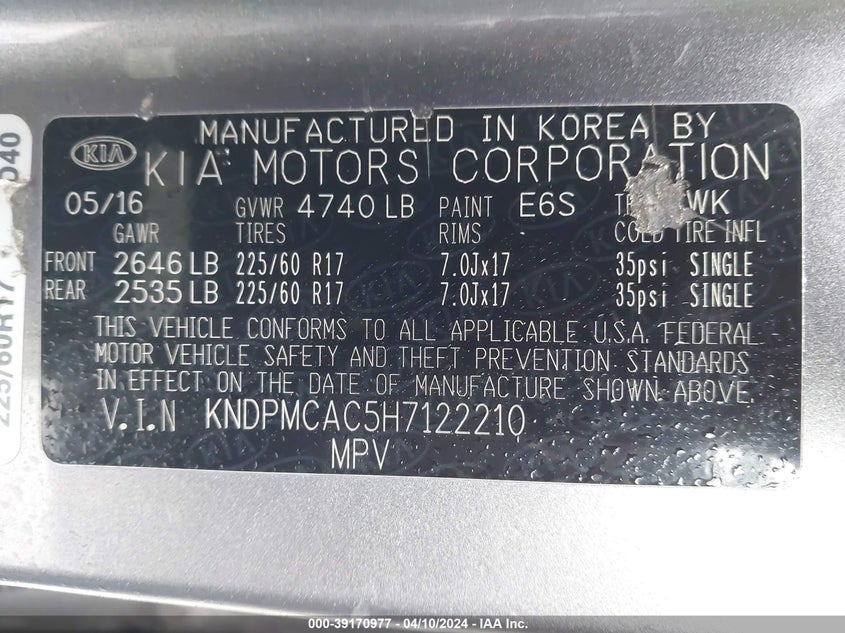 MANUFACTURED IN KOREA BY
KIA KIA MOTORS CORPORATION
05/16 GVWR 4740 LB PAINT E6S WK
GAWR TIRES RIMS COLD TIRE INFL
FRONT 2646 LB 225/60 R17 7.0Jx17 35psi SINGLE
REAR 2535 LB 225/60 R17 7.0Jx17 35psi SINGLE
THIS VEHICLE CONFORMS TO ALL APPLICABLE U.S.A. FEDERAL
MOTOR VEHICLE SAFETY AND THEFT PREVENTION STANDARDS
IN EFFECT ON THE DATE OF MANUFACTURE SHOWN ABOVE.
V.I.N KNDPMCAC5H7122210
MPV
225/60R17
000-39170977 - 04/10/2024 - IAA Inc.